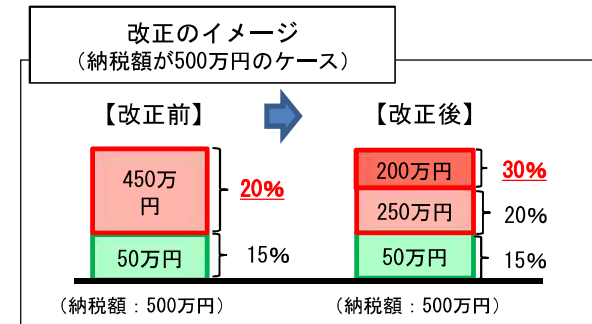 改正のイメージ
（納税額が500万円のケース）
【改正前】
【改正後】
450万
円
20%
50万円
15%
200万円
30%
250万円
20%
50万円
15%
（納税額：500万円）
（納税額：500万円）